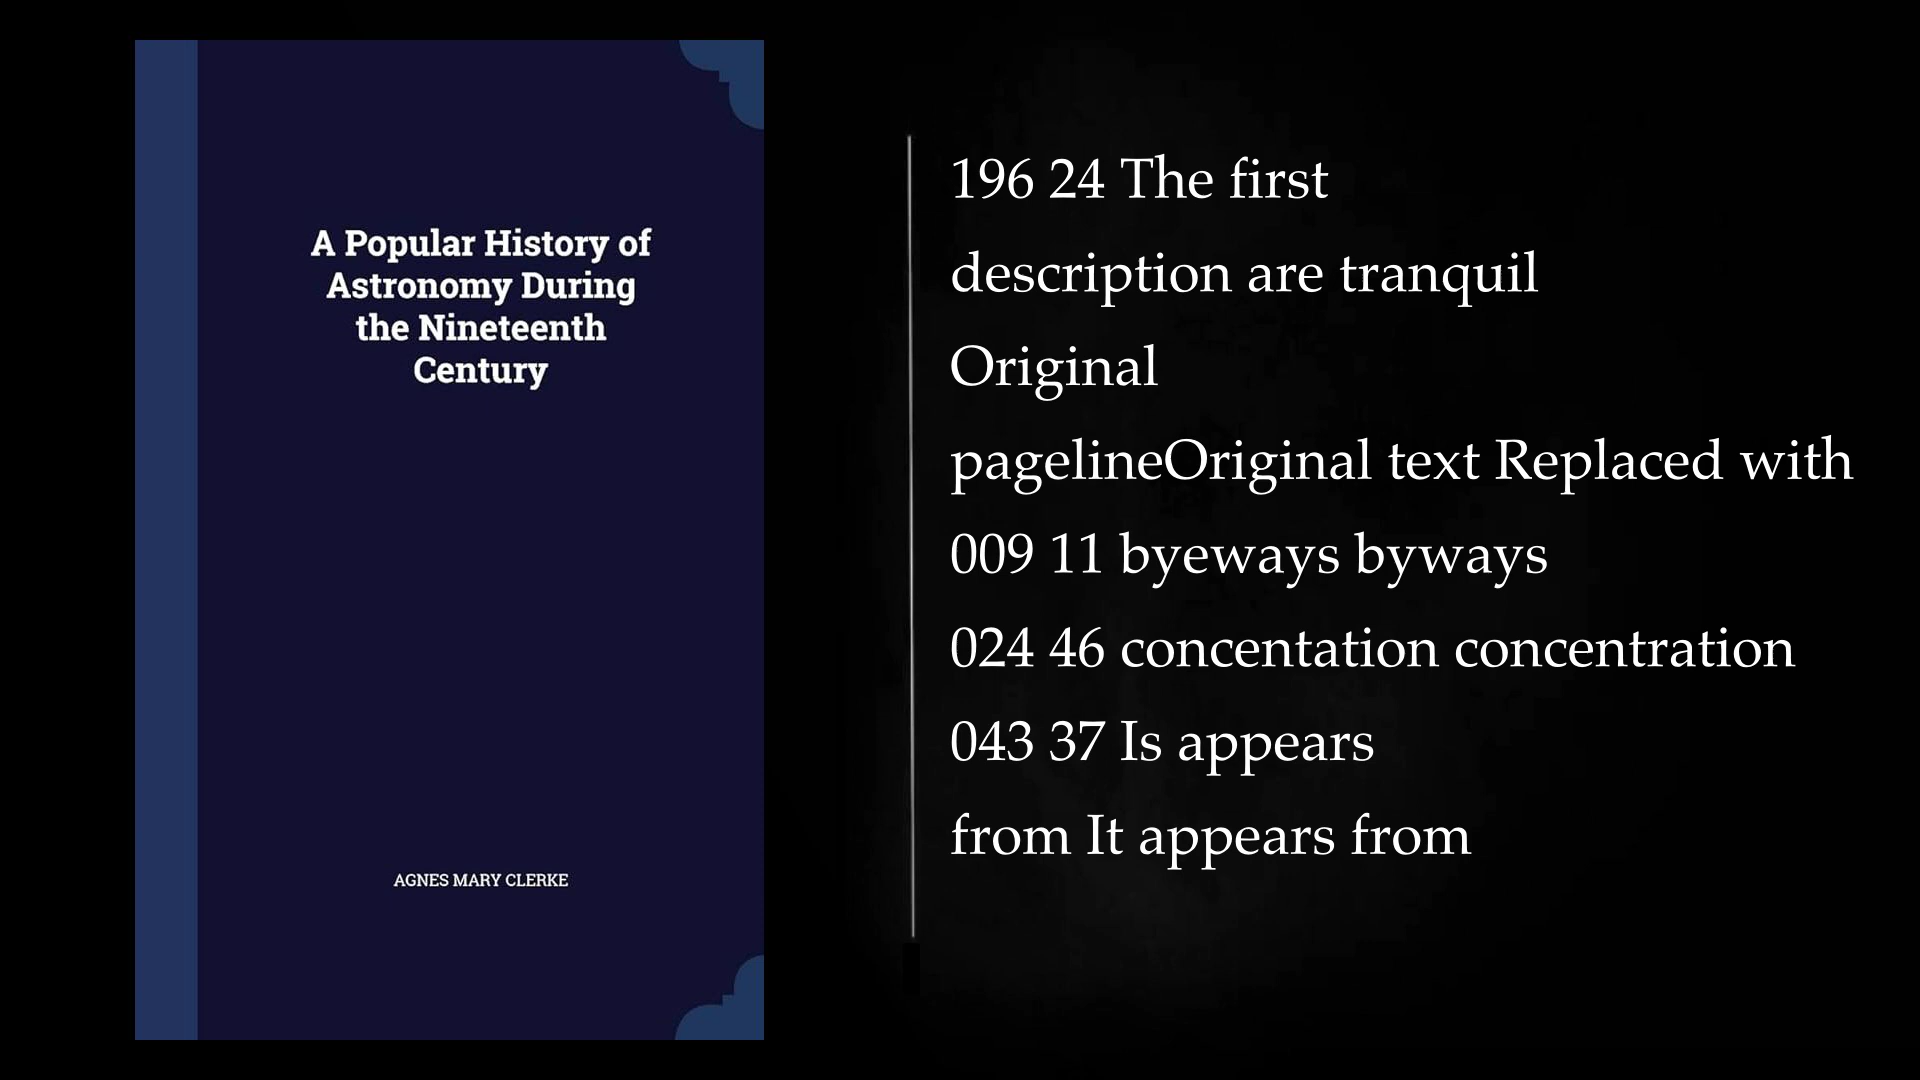 A Popular History of
Astronomy During
the Nineteenth
Century
AGNES MARY CLERKE
196 24 The first
description are tranquil
Original
pagelineOriginal text Replaced with
009 11 byeways byways
024 46 concentation concentration
043 37 Is appears
from It appears from